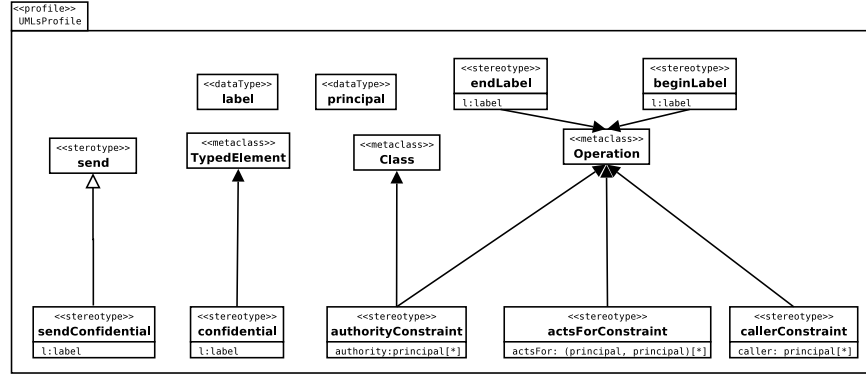 <<profile>>
UMLsProfile
<<stereotype>>
endLabel
l:label
<<stereotype>>
beginLabel
l:label
<<dataType>>
label
<<dataType>>
principal
<<sterotype>>
send
<<metaclass>>
TypedElement
<<metaclass>>
Class
<<metaclass>>
Operation
<<stereotype>>
sendConfidential
l:label
<<stereotype>>
confidential
l:label
<<stereotype>>
authorityConstraint
authority:principal[*]
<<stereotype>>
actsForConstraint
actsFor: (principal, principal)[*]
<<stereotype>>
callerConstraint
caller: principal[*]